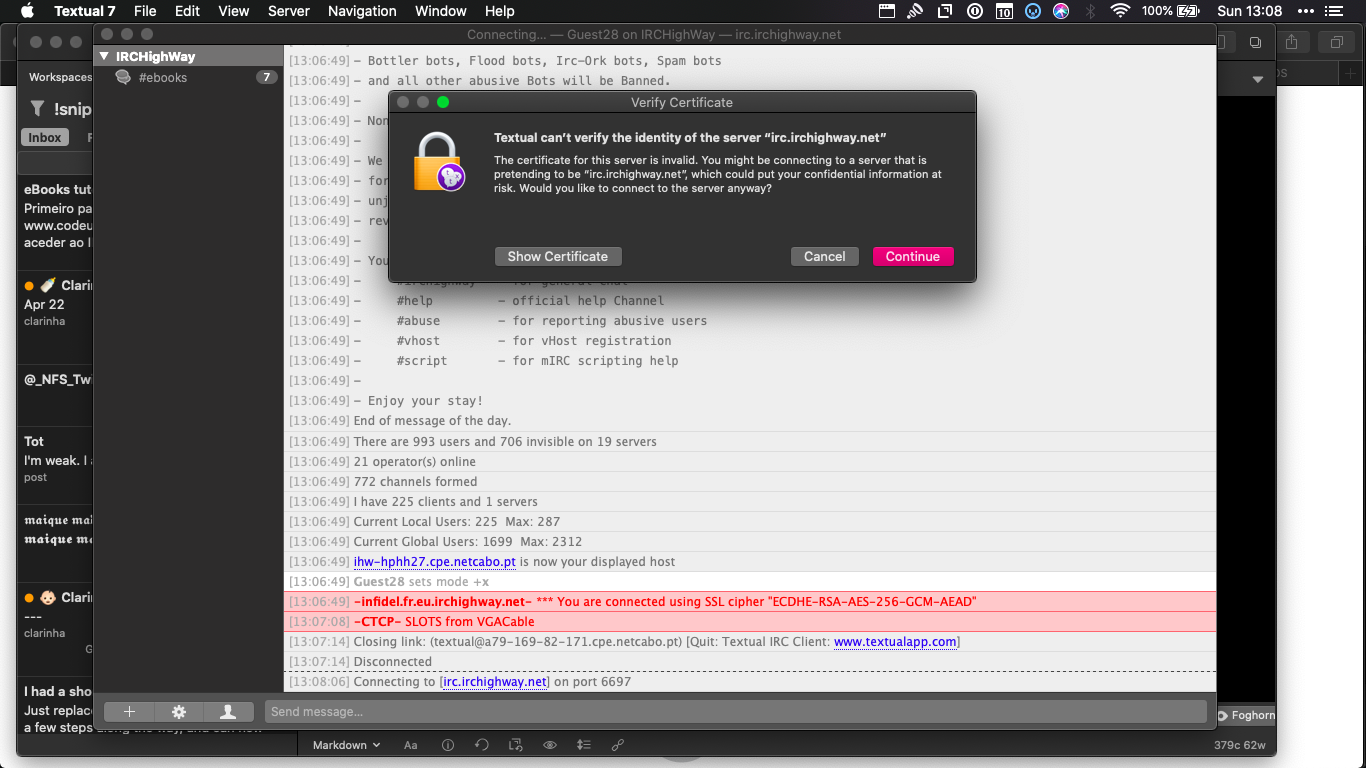 Textual 7 File Edit View Server Navigation Window Help 10 100% Sun 13:08
Connecting... — Guest28 on IRCHighWay — irc.irchighway.net
IRCHighWay
#ebooks 7
Workspaces
!snip
Inbox
eBooks tut
Primeiro pa
www.codeu
aceder ao I
Clari
Apr 22
clarinha
@_NFS_Twi
Tot
I'm weak. I
post
maique mai
maique mai
Clari
---
G
I had a sho
Just replace
a few steps along the way, and can now
[13:06:49] – Bottler bots, Flood bots, Irc-Ork bots, Spam bots
[13:06:49] – and all other abusive Bots will be Banned.
[13:06:49] –
[13:06:49] – Non
[13:06:49] –
[13:06:49] – We
[13:06:49] – for
[13:06:49] – unj
[13:06:49] – rev
[13:06:49] –
[13:06:49] – You
[13:06:49] – #irchighway – for general chat
[13:06:49] – #help – official help Channel
[13:06:49] – #abuse – for reporting abusive users
[13:06:49] – #vhost – for vHost registration
[13:06:49] – #script – for mIRC scripting help
[13:06:49] –
[13:06:49] – Enjoy your stay!
[13:06:49] End of message of the day.
[13:06:49] There are 993 users and 706 invisible on 19 servers
[13:06:49] 21 operator(s) online
[13:06:49] 772 channels formed
[13:06:49] I have 225 clients and 1 servers
[13:06:49] Current Local Users: 225 Max: 287
[13:06:49] Current Global Users: 1699 Max: 2312
[13:06:49] ihw-hphh27.cpe.netcabo.pt is now your displayed host
[13:06:49] Guest28 sets mode +x
[13:06:49] -infidel.fr.eu.irchighway.net- *** You are connected using SSL cipher "ECDHE-RSA-AES-256-GCM-AEAD"
[13:07:08] -CTCP- SLOTS from VGACable
[13:07:14] Closing link: (textual@a79-169-82-171.cpe.netcabo.pt) [Quit: Textual IRC Client: www.textualapp.com]
[13:07:14] Disconnected
[13:08:06] Connecting to [irc.irchighway.net] on port 6697
Send message...
Verify Certificate
Textual can't verify the identity of the server “irc.irchighway.net”
The certificate for this server is invalid. You might be connecting to a server that is
pretending to be “irc.irchighway.net”, which could put your confidential information at
risk. Would you like to connect to the server anyway?
Show Certificate Cancel Continue
Foghorn
Markdown Aa 379c 62w